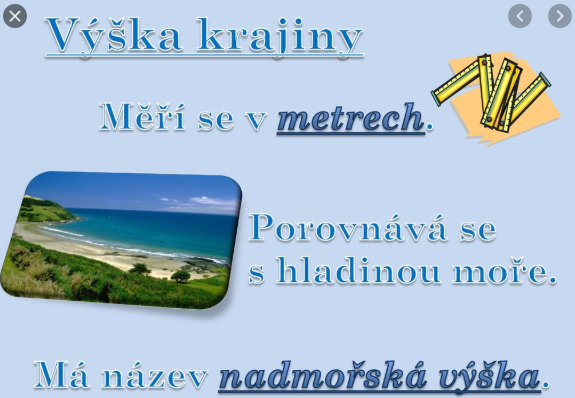 Výška krajiny
Měří se v metrech.
Porovnává se
s hladinou moře.
Má název nadmořská výška.